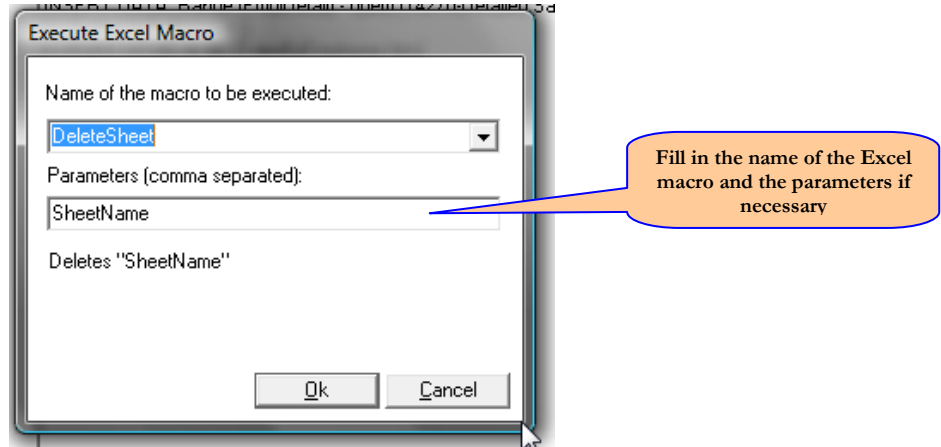 Execute Excel Macro
Name of the macro to be executed:
DeleteSheet
Parameters (comma separated):
SheetName
Deletes "SheetName"
Ok
Cancel
Fill in the name of the Excel
macro and the parameters if
necessary